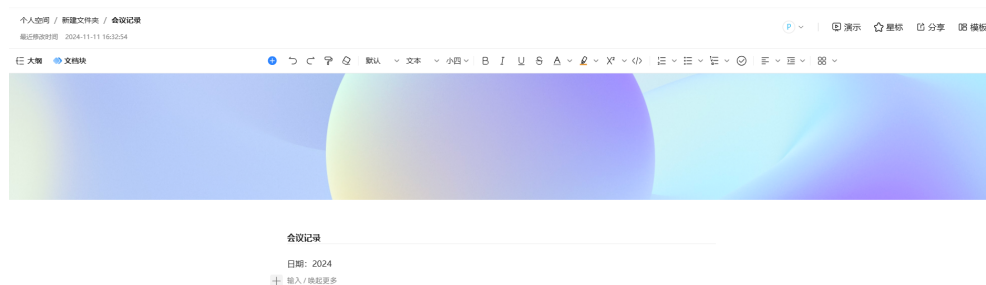 个人空间 / 新建文件夹 / 会议记录
最近修改时间 2024-11-11 16:32:54
P
演示 星标 分享 模板
大纲 文档块 默认 文本 小四 B I U S A X² </>
会议记录
日期：2024
输入 / 唤起更多